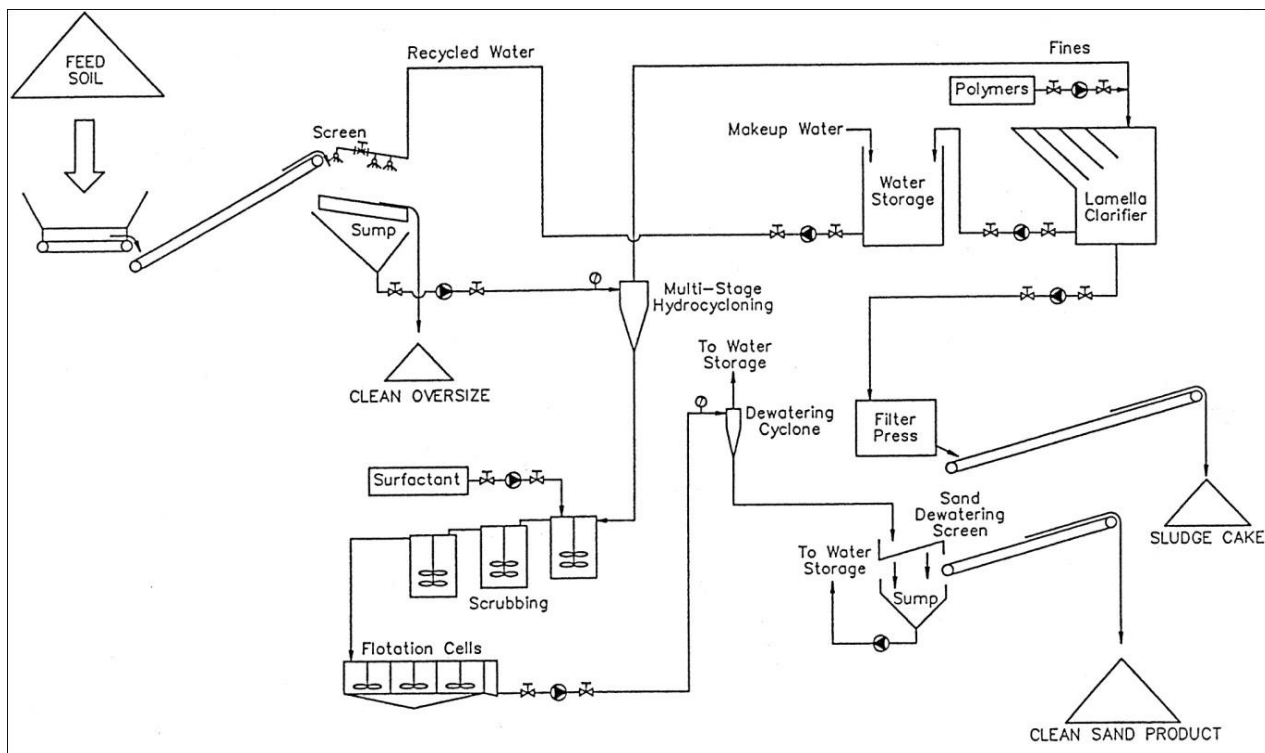 FEED
SOIL
Recycled Water
Fines
Polymers
Screen
Makeup Water
Water
Storage
Lamella
Clarifier
Sump
Multi-Stage
Hydrocycloning
To Water
Storage
CLEAN OVERSIZE
Dewatering
Cyclone
Filter
Press
Surfactant
Sand
Dewatering
Screen
SLUDGE CAKE
To Water
Storage
Sump
Scrubbing
Flotation Cells
CLEAN SAND PRODUCT